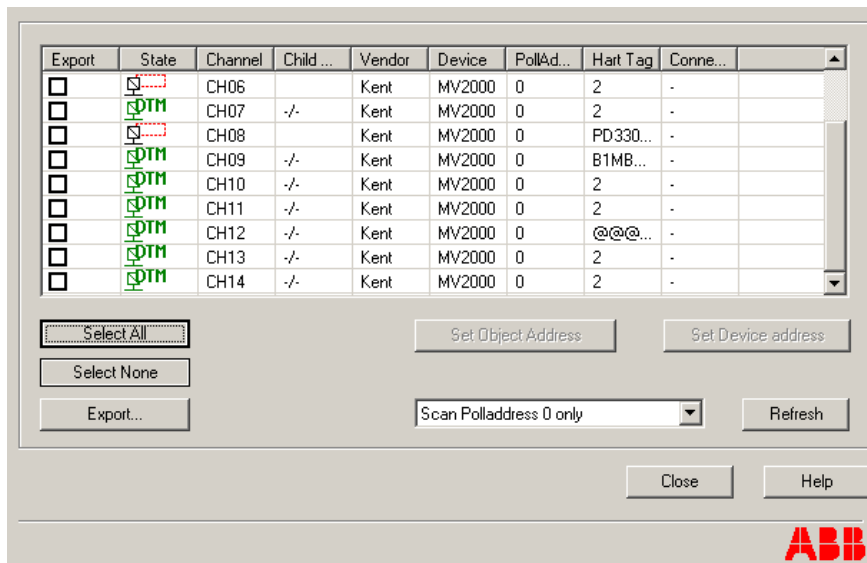 Export State Channel Child ... Vendor Device PollAd... Hart Tag Conne...
CH06 Kent MV2000 0 2 -
DTM CH07 -/- Kent MV2000 0 2 -
CH08 Kent MV2000 0 PD330... -
DTM CH09 -/- Kent MV2000 0 B1MB... -
DTM CH10 -/- Kent MV2000 0 2 -
DTM CH11 -/- Kent MV2000 0 2 -
DTM CH12 -/- Kent MV2000 0 @@@... -
DTM CH13 -/- Kent MV2000 0 2 -
DTM CH14 -/- Kent MV2000 0 2 -
Select All Set Object Address Set Device address
Select None
Export... Scan Polladdress 0 only Refresh
Close Help
ABB